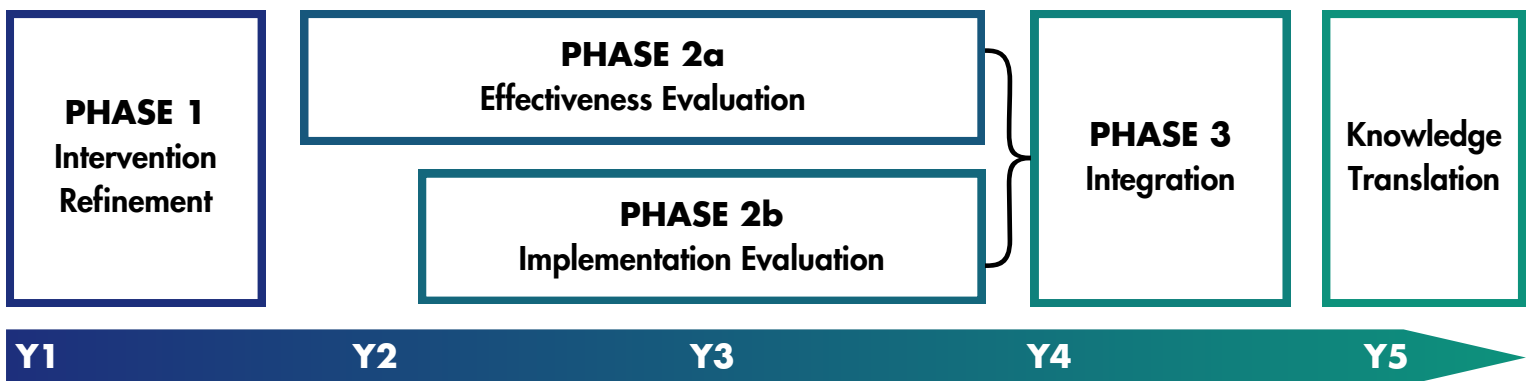 PHASE 1
Intervention
Refinement
PHASE 2a
Effectiveness Evaluation
PHASE 2b
Implementation Evaluation
PHASE 3
Integration
Knowledge
Translation
Y1 Y2 Y3 Y4 Y5